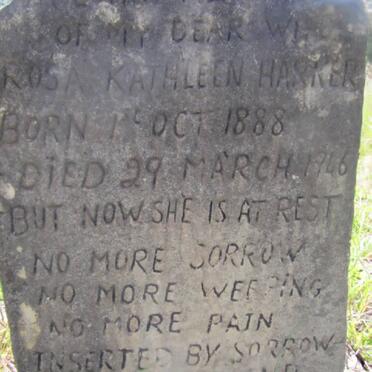 OF MY DEAR WI
ROSA KATHLEEN HARKER
BORN 1ST OCT 1888
DIED 29 MARCH 1946
BUT NOW SHE IS AT REST
NO MORE SORROW
NO MORE WEEPING
NO MORE PAIN
INSERTED BY SORROW-